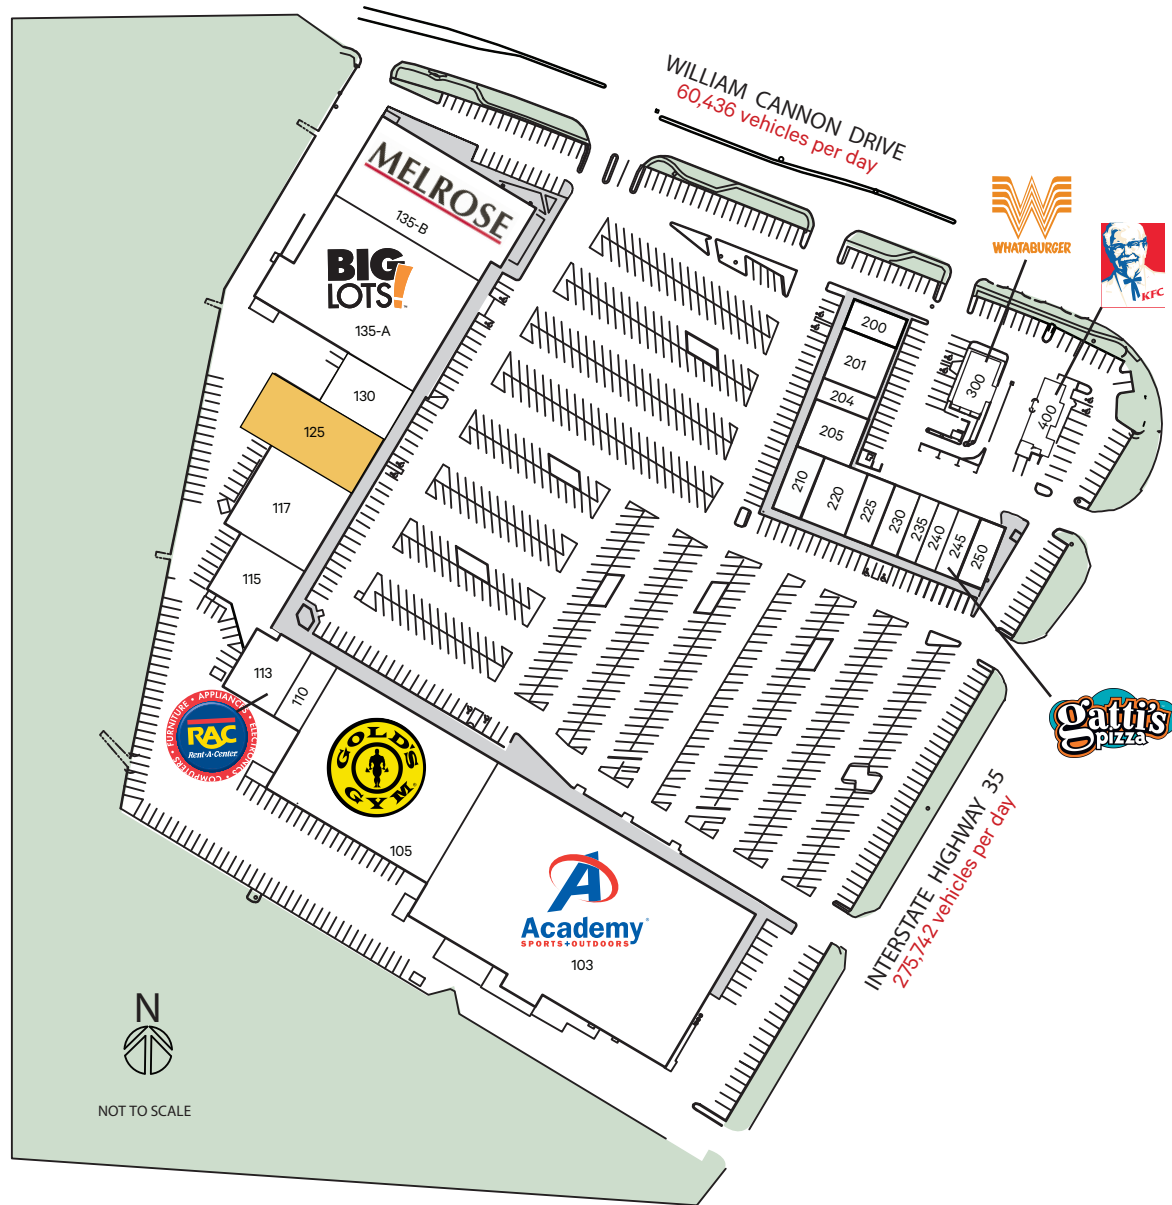 WILLIAM CANNON DRIVE
60,436 vehicles per day
WHATABURGER
KFC
MELROSE
135-B
BIG
LOTS!
135-A
130
125
117
115
113
110
200
201
204
205
210
220
225
230
235
240
245
250
300
400
FURNITURE • APPLIANCES • ELECTRONICS • COMPUTERS
RAC
Rent-A-Center
GOLD'S
GYM
105
gatti's
pizza
Academy
SPORTS+OUTDOORS
103
INTERSTATE HIGHWAY 35
275,742 vehicles per day
N
NOT TO SCALE